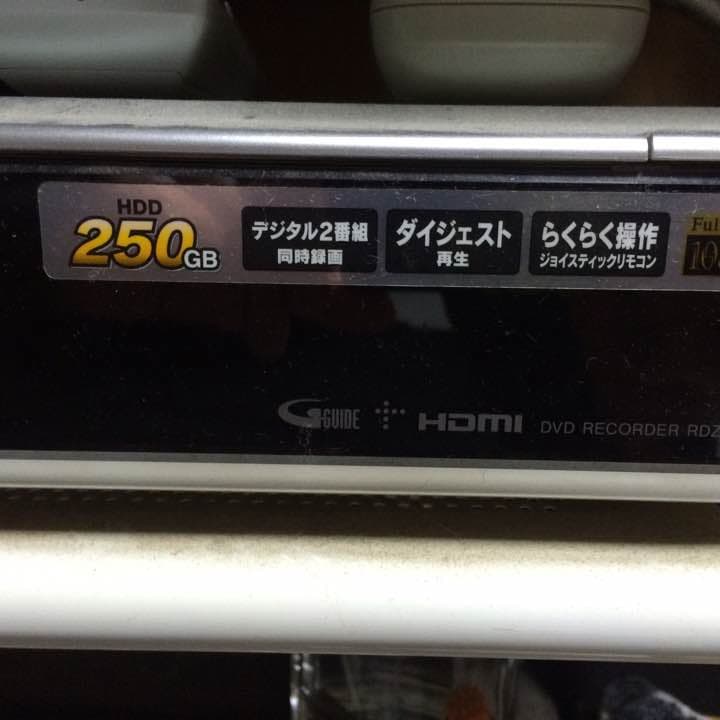 HDD
250GB
デジタル2番組
同時録画
ダイジェスト
再生
らくらく操作
ジョイスティックリモコン
G-GUIDE HDMI DVD RECORDER